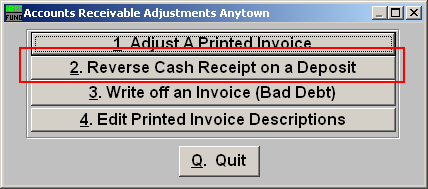 FUND
Accounts Receivable Adjustments Anytown
1. Adjust A Printed Invoice
2. Reverse Cash Receipt on a Deposit
3. Write off an Invoice (Bad Debt)
4. Edit Printed Invoice Descriptions
Q. Quit